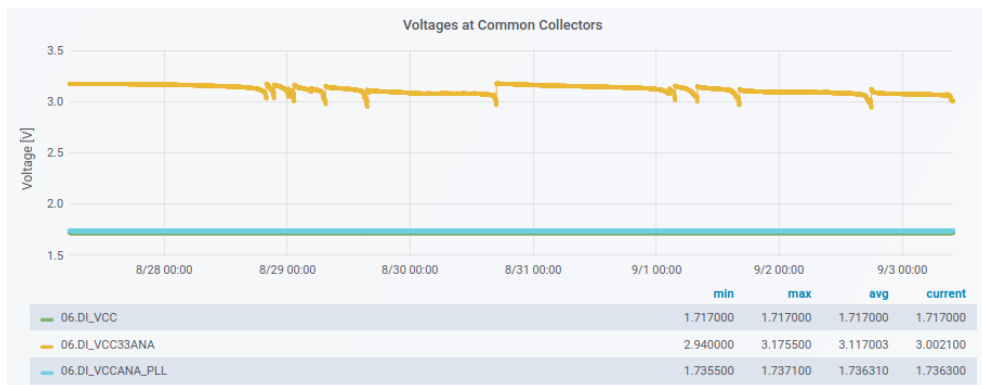 Voltages at Common Collectors
3.5
3.0
2.5
2.0
1.5
Voltage [V]
8/28 00:00 8/29 00:00 8/30 00:00 8/31 00:00 9/1 00:00 9/2 00:00 9/3 00:00
min max avg current
06.DI_VCC 1.717000 1.717000 1.717000 1.717000
06.DI_VCC33ANA 2.940000 3.175500 3.117003 3.002100
06.DI_VCCANA_PLL 1.735500 1.737100 1.736310 1.736300